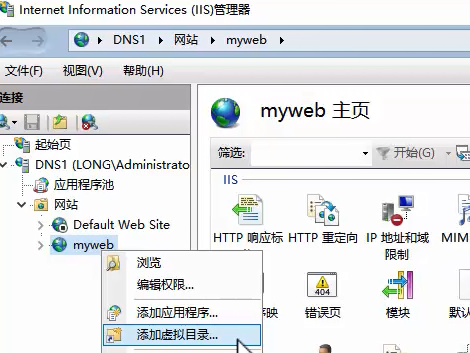 Internet Information Services (IIS)管理器
DNS1 网站 myweb
文件(F) 视图(V) 帮助(H)
连接
起始页
DNS1 (LONG\Administrato
应用程序池
网站
Default Web Site
myweb
浏览
编辑权限...
添加应用程序...
添加虚拟目录...
myweb 主页
筛选: 开始(G)
IIS
HTTP 响应标 HTTP 重定向 IP 地址和域限制 MIM
404
映 错误页 模块 的